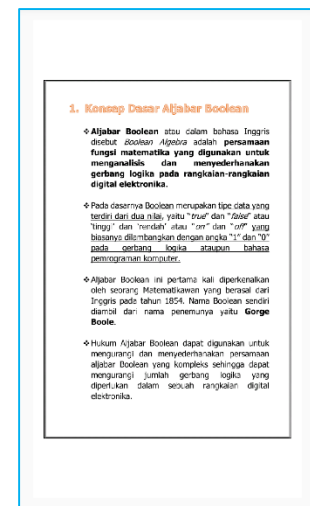 1. Konsep Dasar Aljabar Boolean
❖Aljabar Boolean atau dalam bahasa Inggris
disebut Boolean Algebra adalah persamaan
fungsi matematika yang digunakan untuk
menganalisis dan menyederhanakan
gerbang logika pada rangkaian-rangkaian
digital elektronika.
❖Pada dasarnya Boolean merupakan tipe data yang
terdiri dari dua nilai, yaitu "true" dan "false" atau
'tinggi' dan 'rendah' atau "on" dan "off" yang
biasanya dilambangkan dengan angka "1" dan "0"
pada gerbang logika ataupun bahasa
pemrograman komputer.
❖Aljabar Boolean ini pertama kali diperkenalkan
oleh seorang Matematikawan yang berasal dari
Inggris pada tahun 1854. Nama Boolean sendiri
diambil dari nama penemunya yaitu Gorge
Boole.
❖Hukum Aljabar Boolean dapat digunakan untuk
mengurangi dan menyederhanakan persamaan
aljabar Boolean yang kompleks sehingga dapat
mengurangi jumlah gerbang logika yang
diperlukan dalam sebuah rangkaian digital
elektronika.